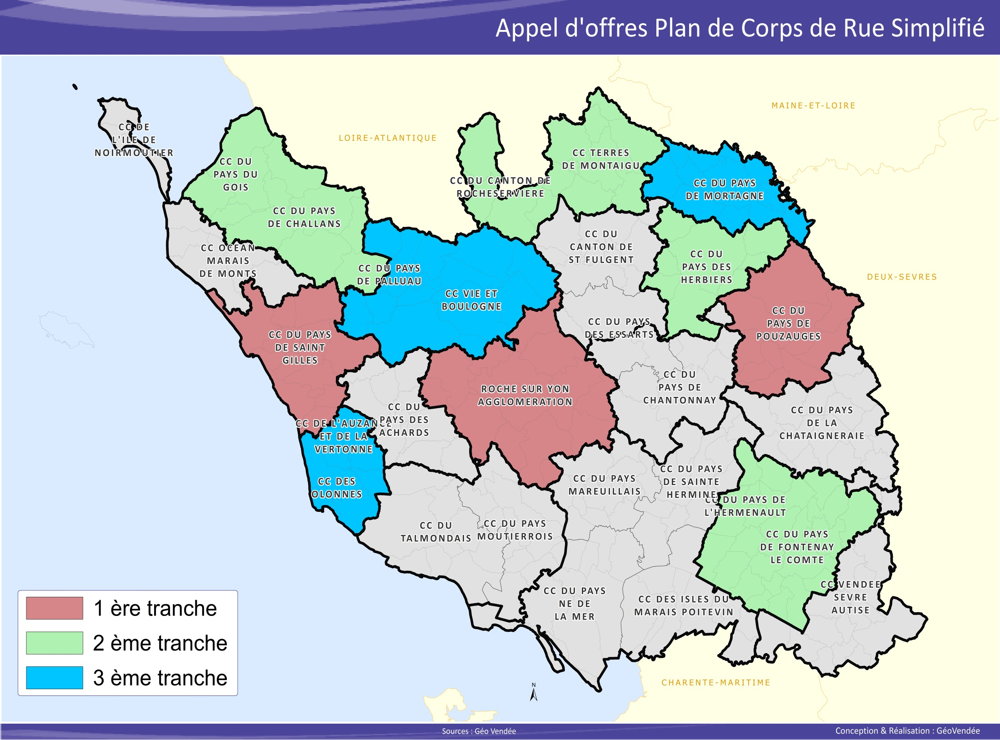 Appel d'offres Plan de Corps de Rue Simplifié
MAINE-ET-LOIRE
LOIRE-ATLANTIQUE
DEUX-SEVRES
CHARENTE-MARITIME
CC DE
L'ILE DE
NOIRMOUTIER
CC DU
PAYS DU
GOIS
CC DU PAYS
DE CHALLANS
CC OCEAN
MARAIS
DE MONTS
CC DU CANTON DE
ROCHESERVIERE
CC TERRES
DE MONTAIGU
CC DU PAYS
DE MORTAGNE
CC DU
CANTON DE
ST FULGENT
CC DU
PAYS DES
HERBIERS
CC DU PAYS
DE PALLUAU
CC VIE ET
BOULOGNE
CC DU PAYS
DES ESSARTS
CC DU
PAYS DE
POUZAUGES
CC DU PAYS
DE SAINT
GILLES
ROCHE SUR YON
AGGLOMERATION
CC DU
PAYS DE
CHANTONNAY
CC DU
PAYS DES
ACHARDS
CC DE L'AUZANCE
ET DE LA
VERTONNE
CC DU PAYS
DE LA
CHATAIGNERAIE
CC DES
OLONNES
CC DU PAYS
MAREUILLAIS
CC DU PAYS
DE SAINTE
HERMINE
CC DU PAYS DE
L'HERMENAULT
CC DU
TALMONDAIS
CC DU PAYS
MOUTIERROIS
CC DU PAYS
DE FONTENAY
LE COMTE
CC DU PAYS
NE DE
LA MER
CC DES ISLES DU
MARAIS POITEVIN
CC VENDEE
SEVRE
AUTISE
1 ère tranche
2 ème tranche
3 ème tranche
N
Sources : Géo Vendée
Conception & Réalisation : GéoVendée